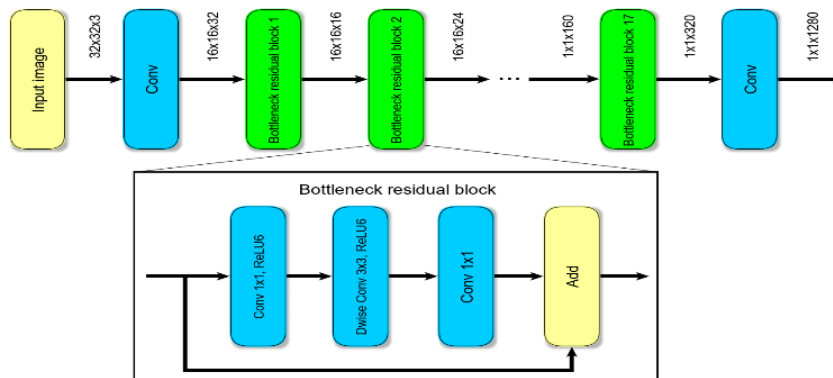 Input image
32x32x3
Conv
16x16x32
Bottleneck residual block 1
16x16x16
Bottleneck residual block 2
16x16x24
...
1x1x160
Bottleneck residual block 17
1x1x320
Conv
1x1x1280
Bottleneck residual block
Conv 1x1, ReLU6
Dwise Conv 3x3, ReLU6
Conv 1x1
Add